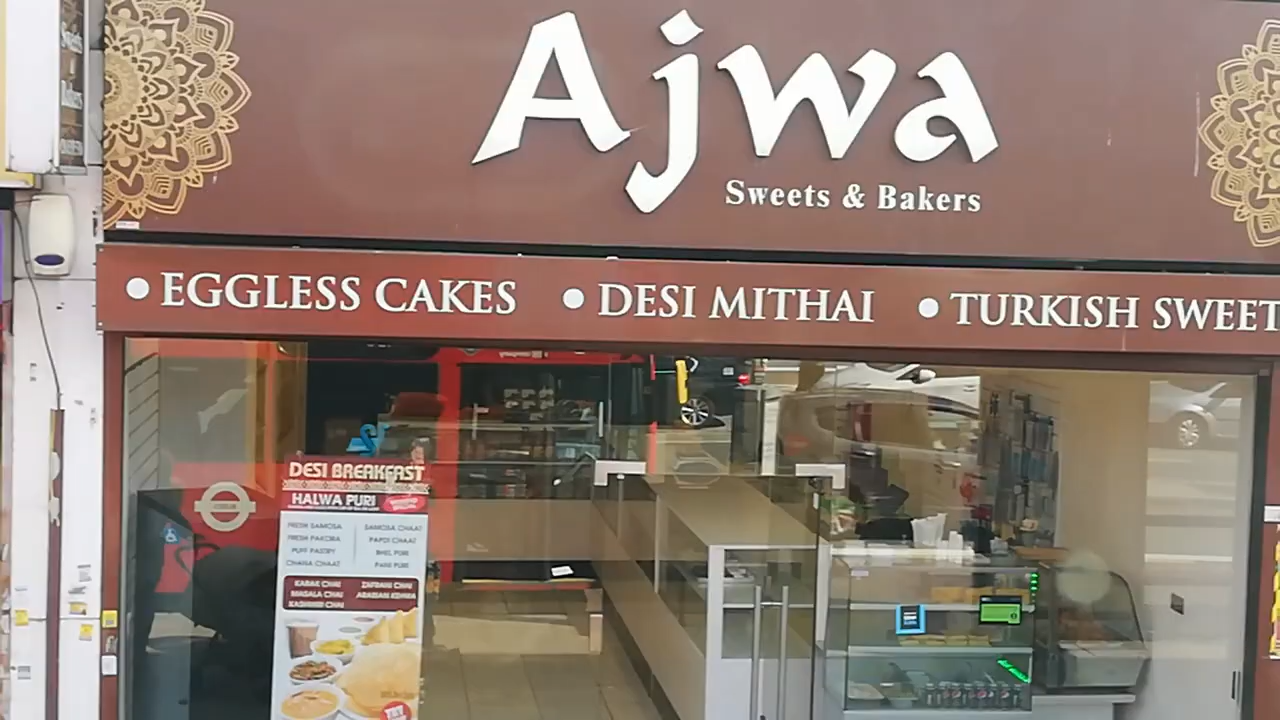 Ajwa
Sweets & Bakers
• EGGLESS CAKES • DESI MITHAI • TURKISH SWEET
DESI BREAKFAST
HALWA PURI
FRESH SAMOSA SAMOSA CHAAT
FRESH PAKORA PAPDI CHAAT
PUFF PASTRY BHEL PURI
CHANA CHAAT PANI PURI
KARAK CHAI ZAFRANI CHAI
MASALA CHAI ARABIAN KEHWA
KASHMIRI CHAI